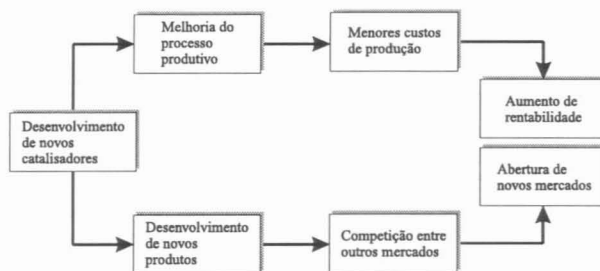 Melhoria do
processo
produtivo
Menores custos
de produção
Aumento de
rentabilidade
Desenvolvimento
de novos
catalisadores
Abertura de
novos mercados
Desenvolvimento
de novos
produtos
Competição entre
outros mercados